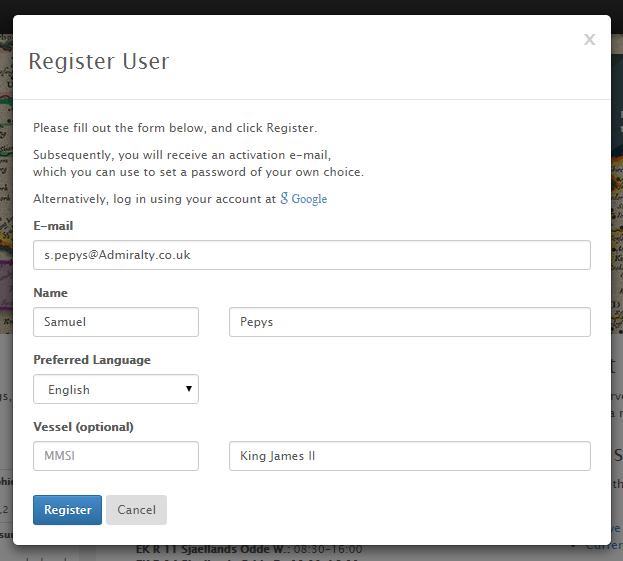 Register User
X
Please fill out the form below, and click Register.
Subsequently, you will receive an activation e-mail,
which you can use to set a password of your own choice.
Alternatively, log in using your account at g Google
E-mail
s.pepys@Admiralty.co.uk
Name
Samuel Pepys
Preferred Language
English
Vessel (optional)
MMSI King James II
Register Cancel
EK R 11 Sjaellands Odde W.: 08:30-16:00